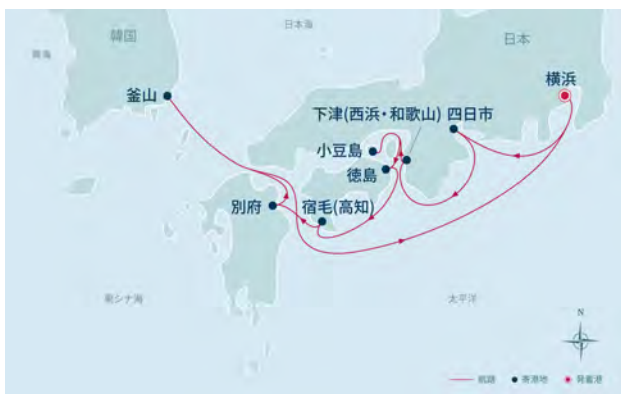 日本海
韓国
日本
黄海
釜山
横浜
下津(西浜・和歌山)
四日市
小豆島
徳島
別府
宿毛(高知)
東シナ海
太平洋
N
航路
寄港地
発着港